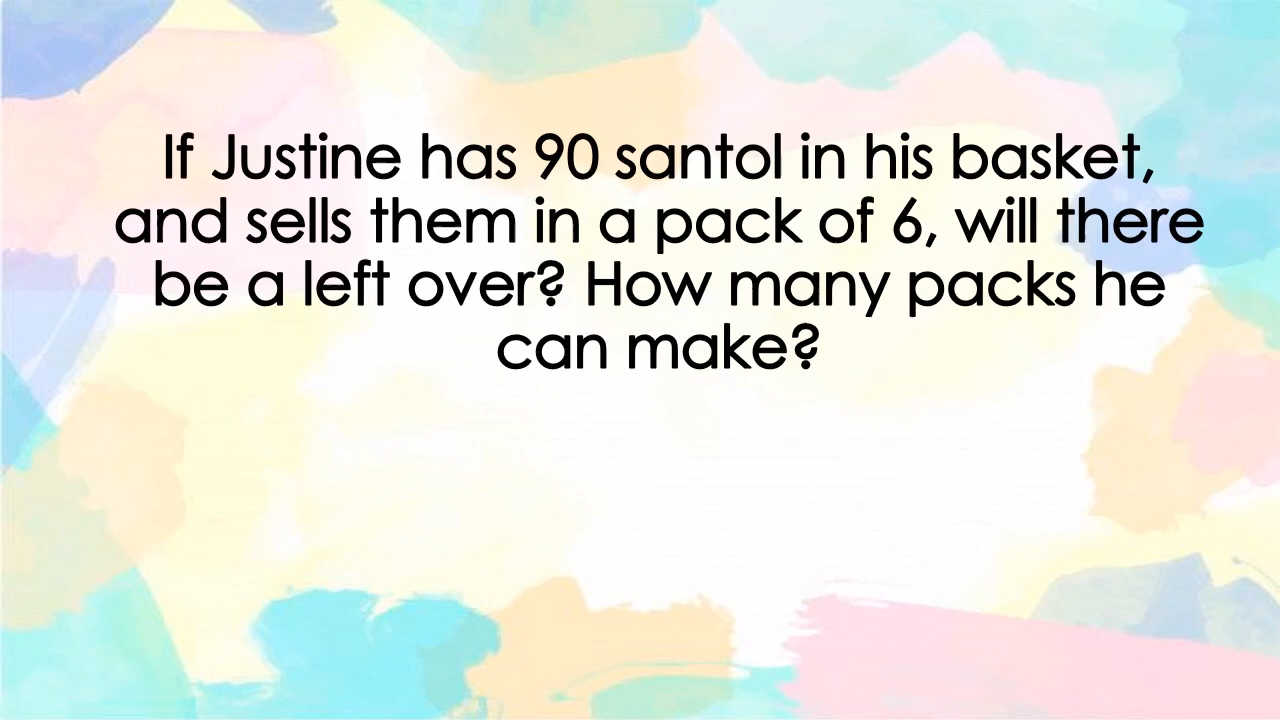 If Justine has 90 santol in his basket,
and sells them in a pack of 6, will there
be a left over? How many packs he
can make?